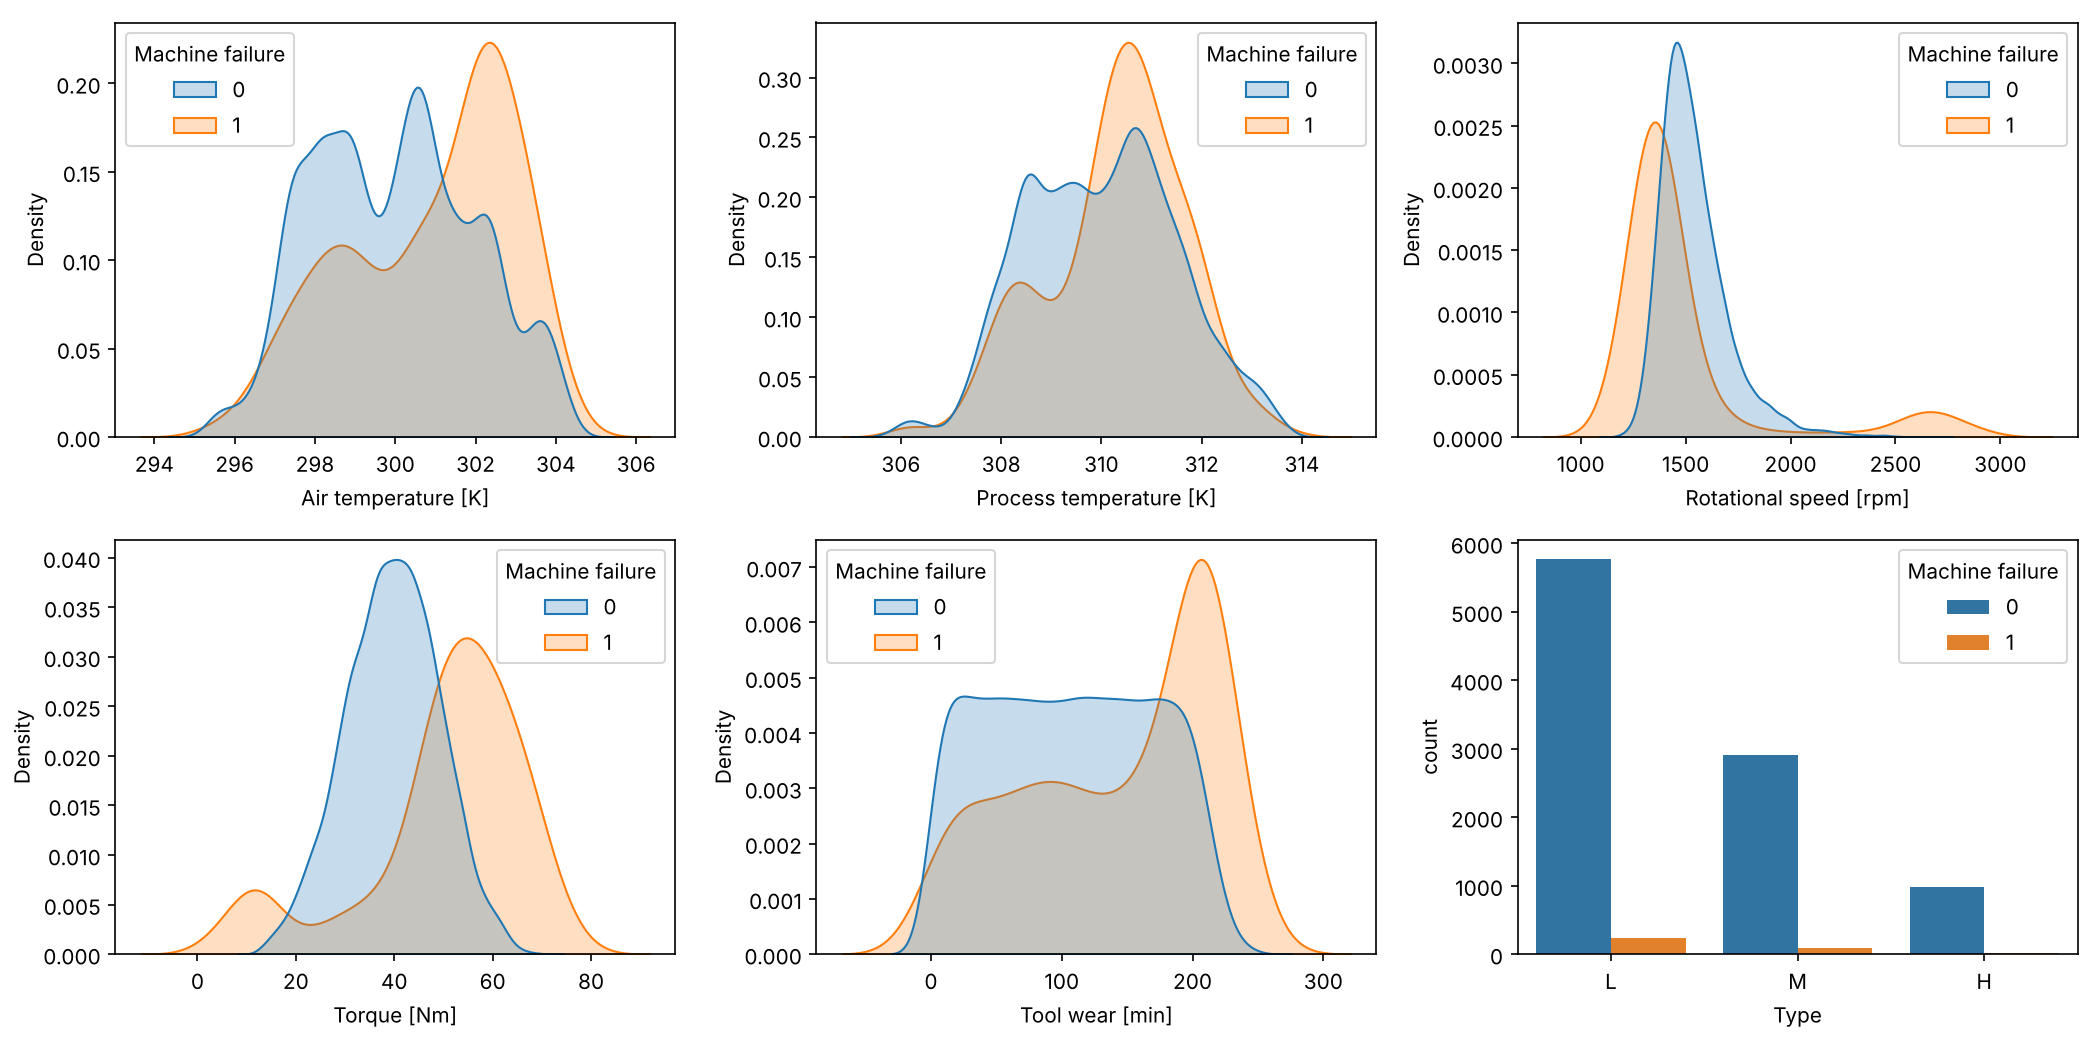 Machine failure
0
1
0.20
0.15
0.10
0.05
0.00
Density
294 296 298 300 302 304 306
Air temperature [K]
Machine failure
0
1
0.30
0.25
0.20
0.15
0.10
0.05
0.00
Density
306 308 310 312 314
Process temperature [K]
Machine failure
0
1
0.0030
0.0025
0.0020
0.0015
0.0010
0.0005
0.0000
Density
1000 1500 2000 2500 3000
Rotational speed [rpm]
Machine failure
0
1
0.040
0.035
0.030
0.025
0.020
0.015
0.010
0.005
0.000
Density
0 20 40 60 80
Torque [Nm]
Machine failure
0
1
0.007
0.006
0.005
0.004
0.003
0.002
0.001
0.000
Density
0 100 200 300
Tool wear [min]
Machine failure
0
1
6000
5000
4000
3000
2000
1000
0
count
L M H
Type